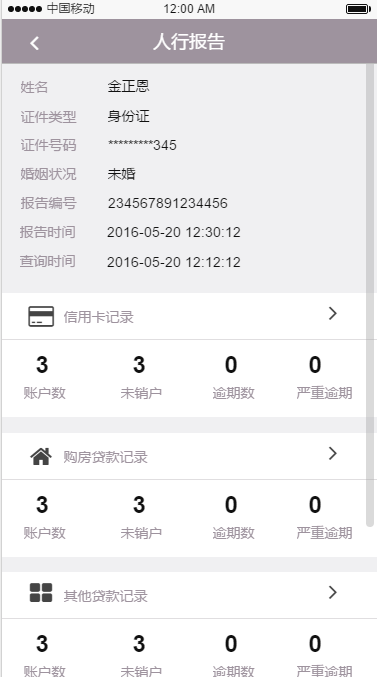 中国移动 12:00 AM
人行报告
姓名 金正恩
证件类型 身份证
证件号码 *********345
婚姻状况 未婚
报告编号 234567891234456
报告时间 2016-05-20 12:30:12
查询时间 2016-05-20 12:12:12
信用卡记录
3 3 0 0
账户数 未销户 逾期数 严重逾期
购房贷款记录
3 3 0 0
账户数 未销户 逾期数 严重逾期
其他贷款记录
3 3 0 0
账户数 未销户 逾期数 严重逾期